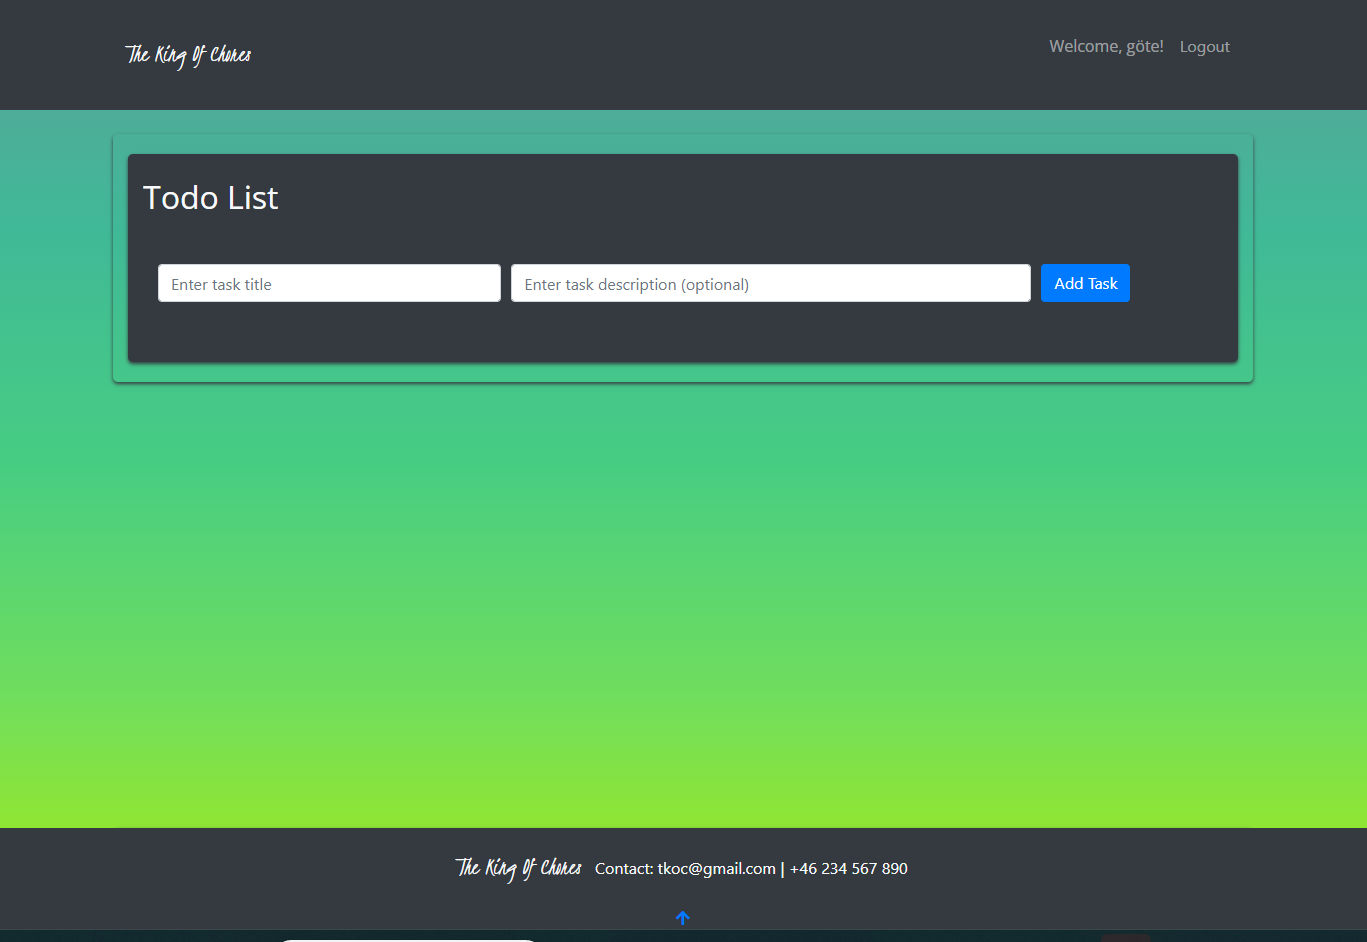 The King Of Chores
Welcome, göte! Logout
Todo List
Enter task title Enter task description (optional) Add Task
The King Of Chores Contact: tkoc@gmail.com | +46 234 567 890